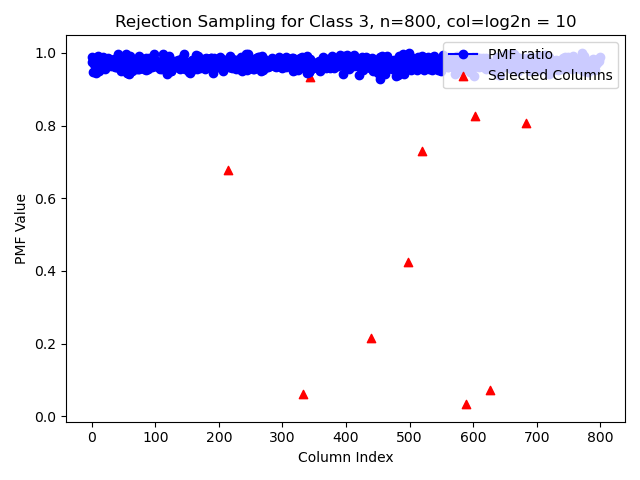 Rejection Sampling for Class 3, n=800, col=log2n = 10
PMF ratio
Selected Columns
PMF Value
1.0
0.8
0.6
0.4
0.2
0.0
0 100 200 300 400 500 600 700 800
Column Index